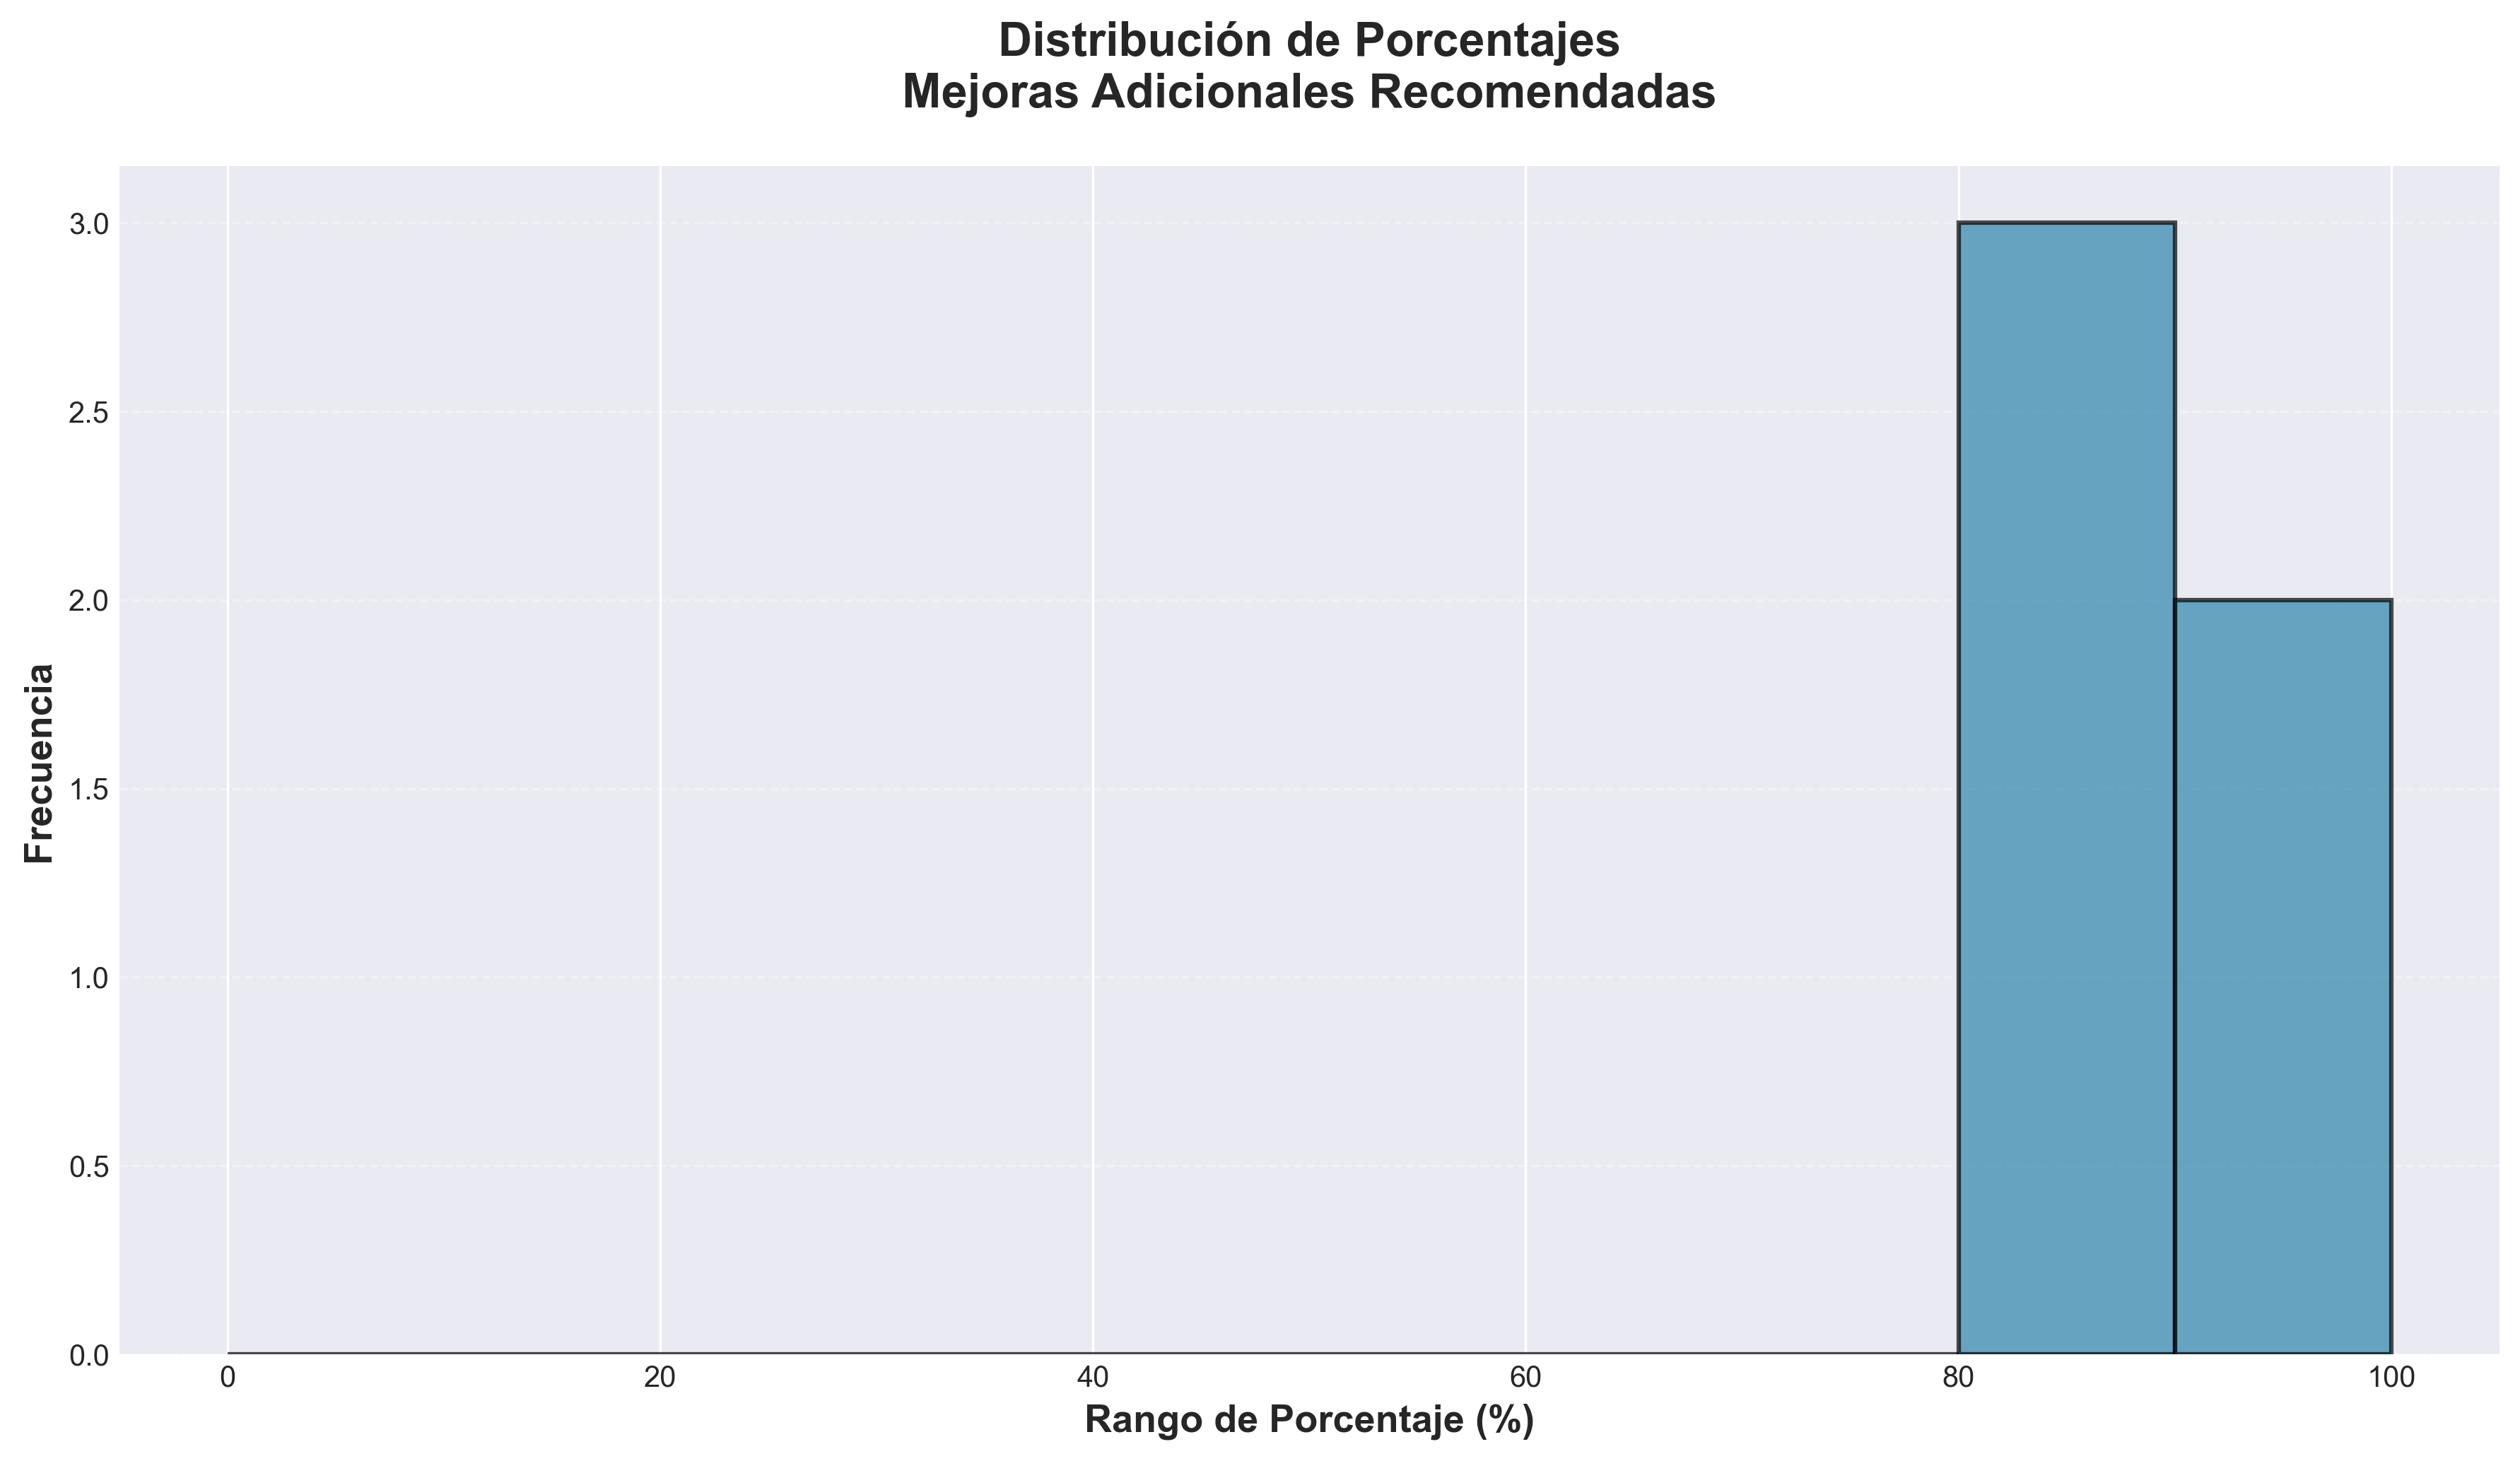 Distribución de Porcentajes
Mejoras Adicionales Recomendadas
Frecuencia
3.0
2.5
2.0
1.5
1.0
0.5
0.0
0 20 40 60 80 100
Rango de Porcentaje (%)